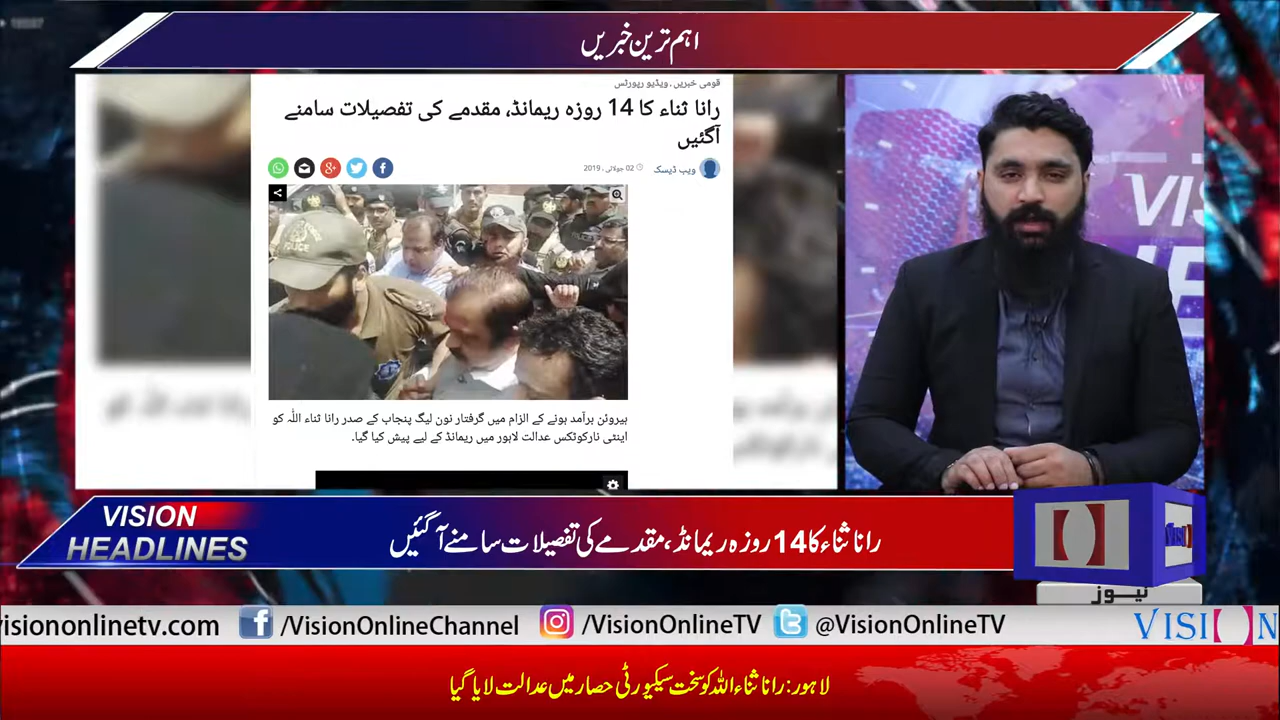 اہم ترین خبریں
قومی خبریں ، ویڈیو رپورٹس
رانا ثناء کا 14 روزہ ریمانڈ، مقدمے کی تفصیلات سامنے
آگئیں
ویب ڈیسک
02 جولائی ، 2019
POLICE
ہیروئن برآمد ہونے کے الزام میں گرفتار نون لیگ پنجاب کے صدر رانا ثناء اللّٰہ کو
اینٹی نارکوٹکس عدالت لاہور میں ریمانڈ کے لیے پیش کیا گیا۔
VIS
VISION
HEADLINES
رانا ثناء کا 14 روزہ ریمانڈ، مقدمے کی تفصیلات سامنے آگئیں
نیوز
visiononlinetv.com
/VisionOnlineChannel
/VisionOnlineTV
@VisionOnlineTV
VISION
لاہور: رانا ثناء اللہ کو سخت سیکیورٹی حصار میں عدالت لایا گیا